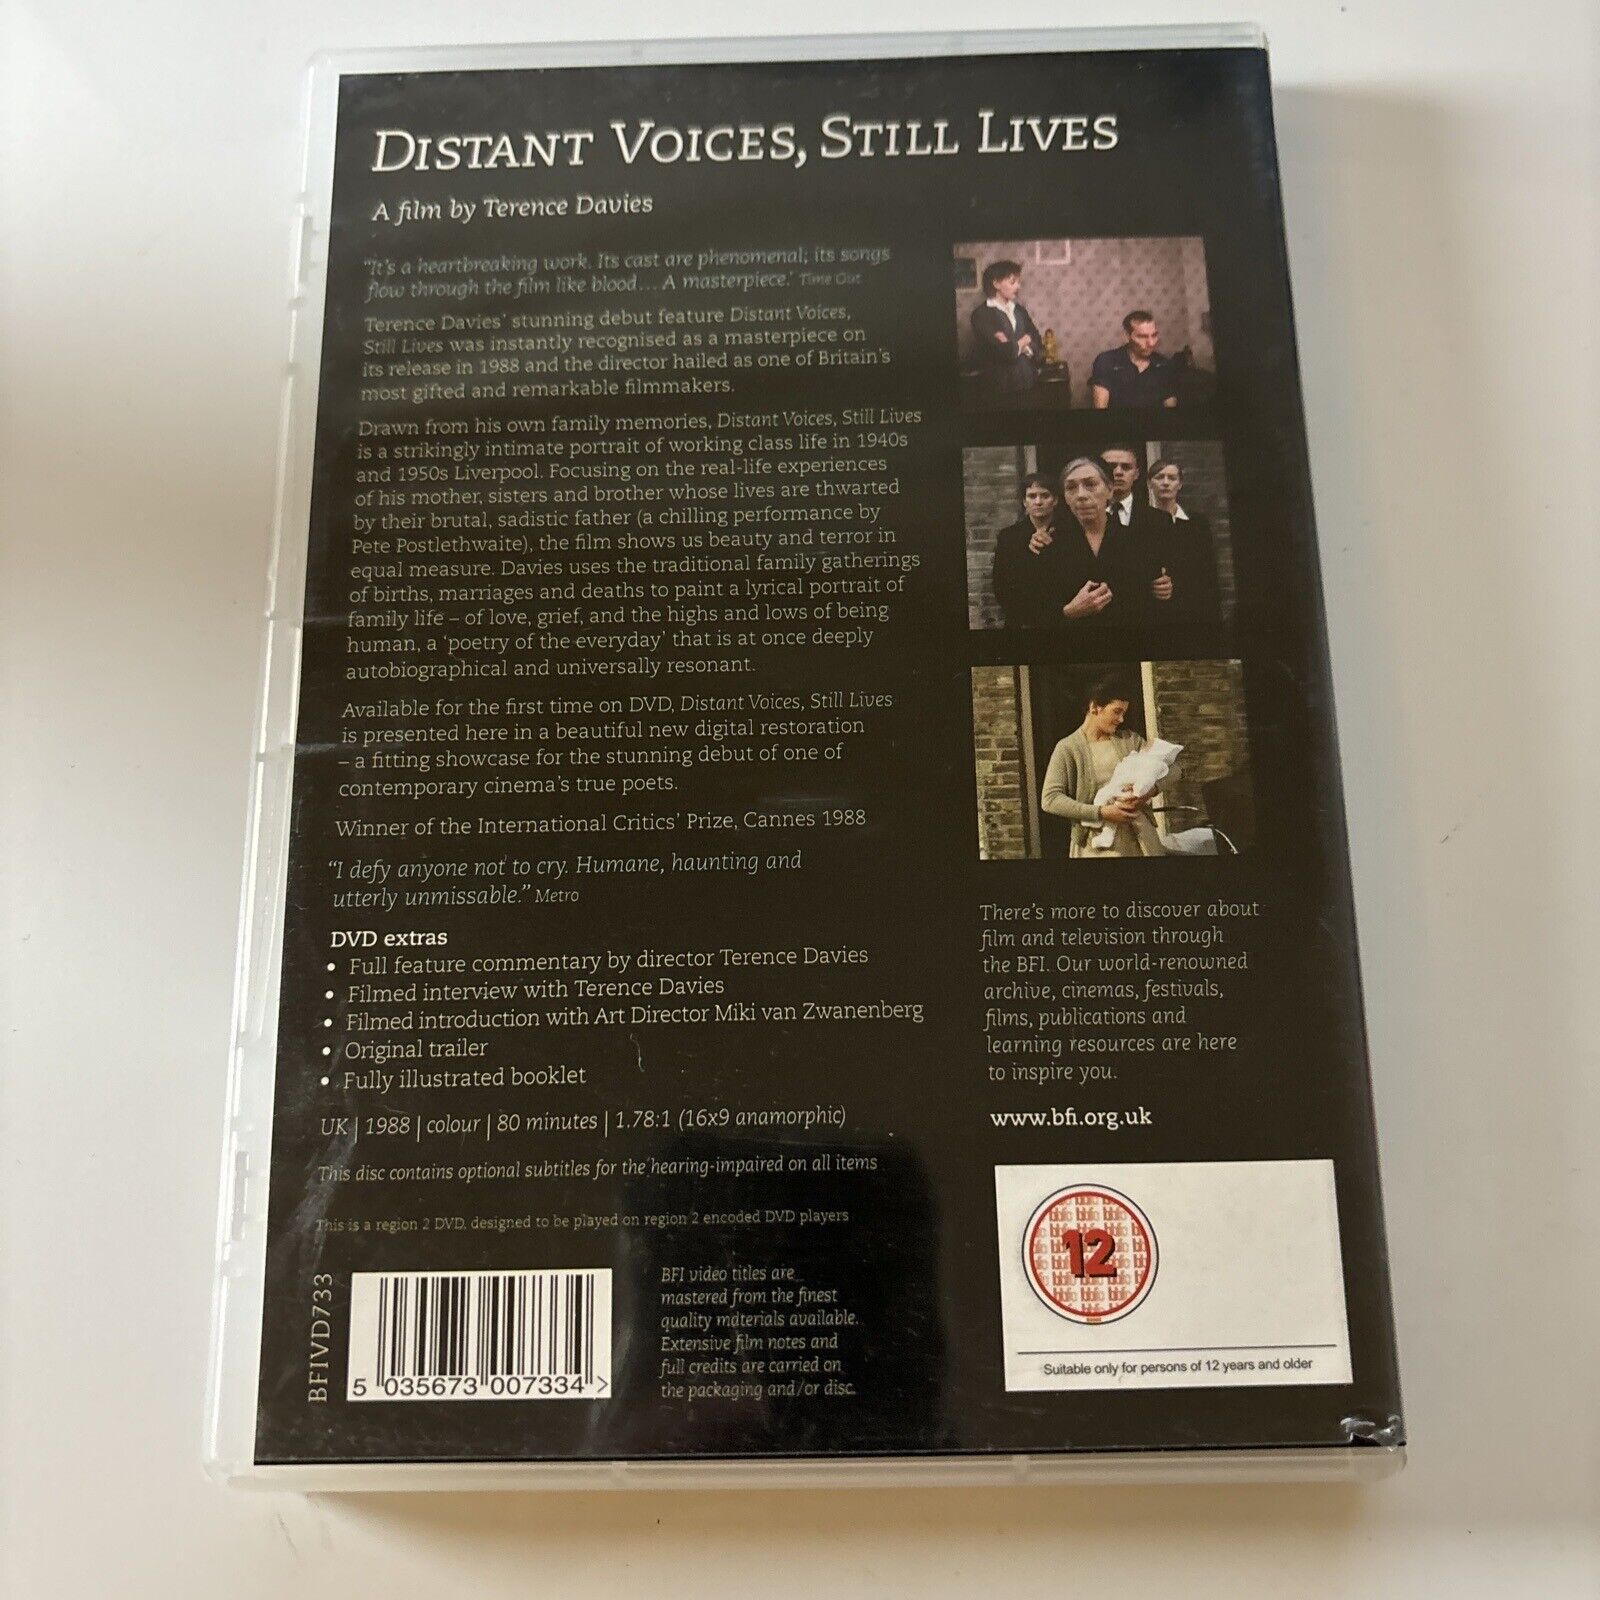 DISTANT VOICES, STILL LIVES
A film by Terence Davies
"It's a heartbreaking work. Its cast are phenomenal; its songs
flow through the film like blood... A masterpiece.' Time Out
Terence Davies' stunning debut feature Distant Voices,
Still Lives was instantly recognised as a masterpiece on
its release in 1988 and the director hailed as one of Britain's
most gifted and remarkable filmmakers.
Drawn from his own family memories, Distant Voices, Still Lives
is a strikingly intimate portrait of working class life in 1940s
and 1950s Liverpool. Focusing on the real-life experiences
of his mother, sisters and brother whose lives are thwarted
by their brutal, sadistic father (a chilling performance by
Pete Postlethwaite), the film shows us beauty and terror in
equal measure. Davies uses the traditional family gatherings
of births, marriages and deaths to paint a lyrical portrait of
family life – of love, grief, and the highs and lows of being
human, a 'poetry of the everyday' that is at once deeply
autobiographical and universally resonant.
Available for the first time on DVD, Distant Voices, Still Lives
is presented here in a beautiful new digital restoration
– a fitting showcase for the stunning debut of one of
contemporary cinema's true poets.
Winner of the International Critics' Prize, Cannes 1988
"I defy anyone not to cry. Humane, haunting and
utterly unmissable." Metro
DVD extras
• Full feature commentary by director Terence Davies
• Filmed interview with Terence Davies
• Filmed introduction with Art Director Miki van Zwanenberg
• Original trailer
• Fully illustrated booklet
UK | 1988 | colour | 80 minutes | 1.78:1 (16x9 anamorphic)
This disc contains optional subtitles for the hearing-impaired on all items
This is a region 2 DVD, designed to be played on region 2 encoded DVD players
BFIVD733
5 035673 007334 >
BFI video titles are
mastered from the finest
quality materials available.
Extensive film notes and
full credits are carried on
the packaging and/or disc.
There's more to discover about
film and television through
the BFI. Our world-renowned
archive, cinemas, festivals,
films, publications and
learning resources are here
to inspire you.
www.bfi.org.uk
12
Suitable only for persons of 12 years and older